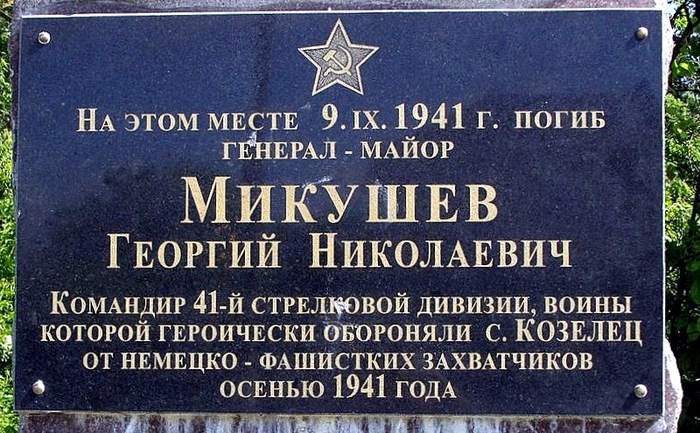 На этом месте 9.IX.1941 г. погиб
генерал - майор
Микушев
Георгий Николаевич
Командир 41-й стрелковой дивизии, воины
которой героически обороняли с. Козелец
от немецко - фашистких захватчиков
осенью 1941 года